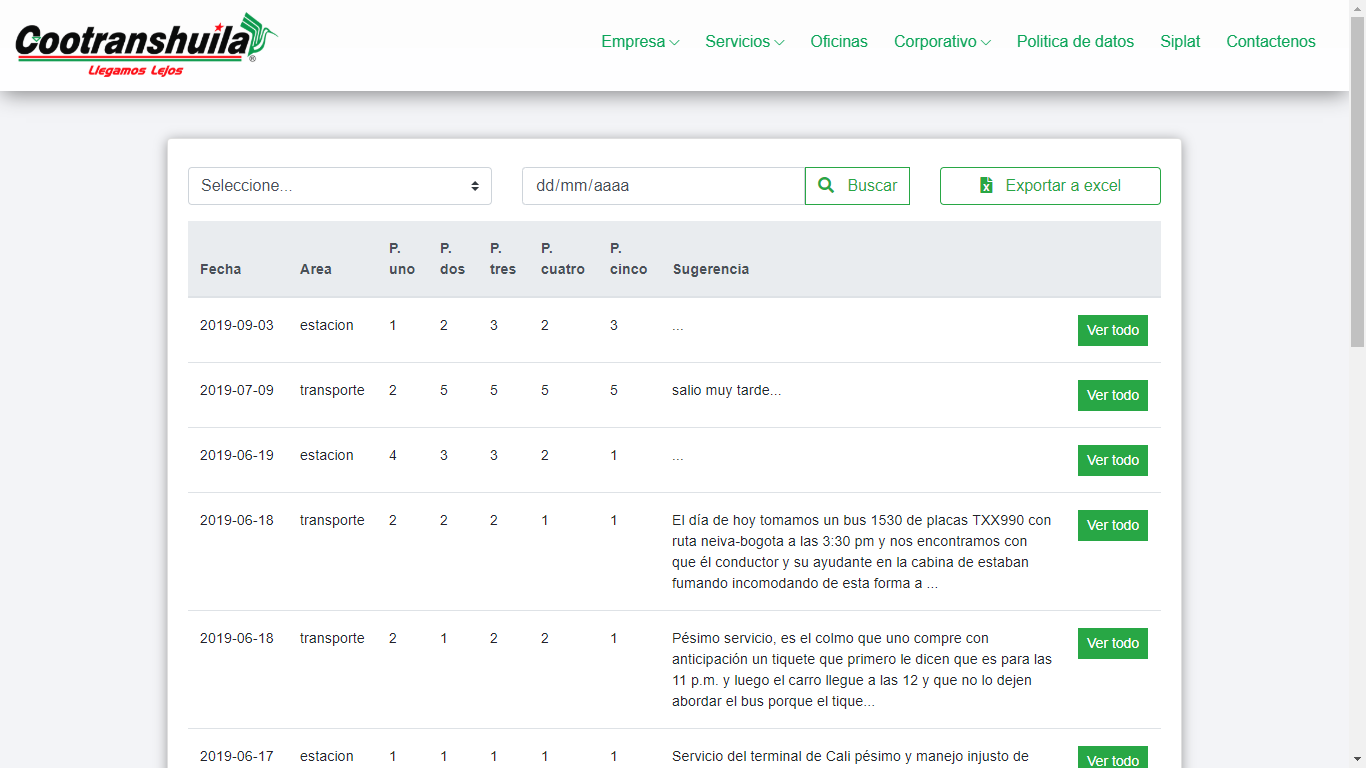 Cootranshuila®
Llegamos Lejos
Empresa Servicios Oficinas Corporativo Politica de datos Siplat Contactenos
Seleccione... dd/mm/aaaa Buscar Exportar a excel
Fecha Area P. uno P. dos P. tres P. cuatro P. cinco Sugerencia
2019-09-03 estacion 1 2 3 2 3 ... Ver todo
2019-07-09 transporte 2 5 5 5 5 salio muy tarde... Ver todo
2019-06-19 estacion 4 3 3 2 1 ... Ver todo
2019-06-18 transporte 2 2 2 1 1 El día de hoy tomamos un bus 1530 de placas TXX990 con Ver todo
ruta neiva-bogota a las 3:30 pm y nos encontramos con
que él conductor y su ayudante en la cabina de estaban
fumando incomodando de esta forma a ...
2019-06-18 transporte 2 1 2 2 1 Pésimo servicio, es el colmo que uno compre con Ver todo
anticipación un tiquete que primero le dicen que es para las
11 p.m. y luego el carro llegue a las 12 y que no lo dejen
abordar el bus porque el tique...
2019-06-17 estacion 1 1 1 1 1 Servicio del terminal de Cali pésimo y manejo injusto de Ver todo